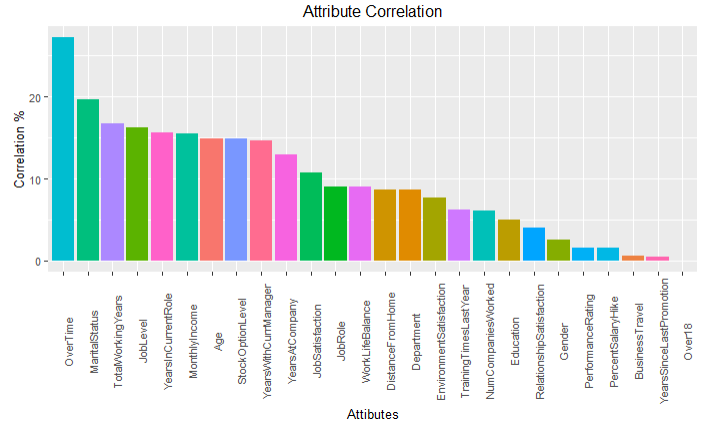 Attribute Correlation
Correlation %
20
10
0
OverTime
MaritalStatus
TotalWorkingYears
JobLevel
YearsInCurrentRole
MonthlyIncome
Age
StockOptionLevel
YearsWithCurrManager
YearsAtCompany
JobSatisfaction
JobRole
WorkLifeBalance
DistanceFromHome
Department
EnvironmentSatisfaction
TrainingTimesLastYear
NumCompaniesWorked
Education
RelationshipSatisfaction
Gender
PerformanceRating
PercentSalaryHike
BusinessTravel
YearsSinceLastPromotion
Over18
Attibutes